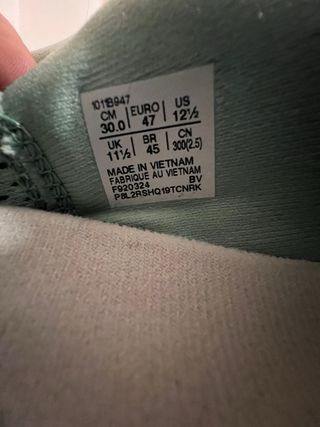 1011B947
CM EURO US
30.0 47 12½
UK BR CN
11½ 45 300(2.5)
MADE IN VIETNAM
FABRIQUE AU VIETNAM
F920324 BV
P8L2RSHQ19TCNRK